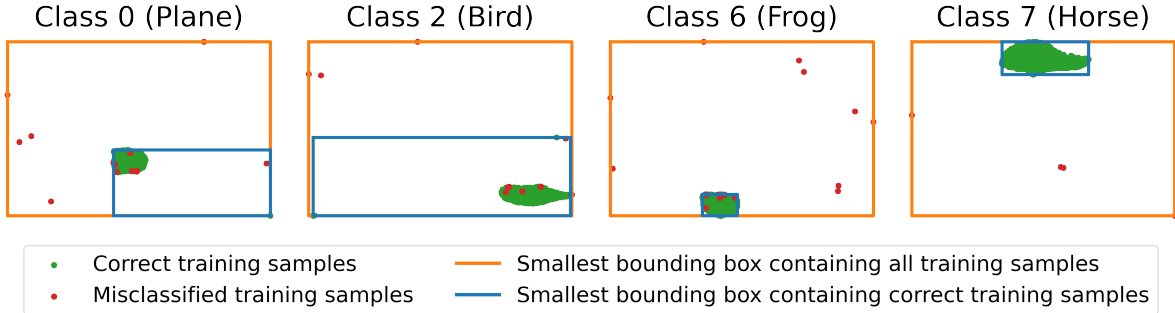 Class 0 (Plane)
Class 2 (Bird)
Class 6 (Frog)
Class 7 (Horse)
Correct training samples
Misclassified training samples
Smallest bounding box containing all training samples
Smallest bounding box containing correct training samples